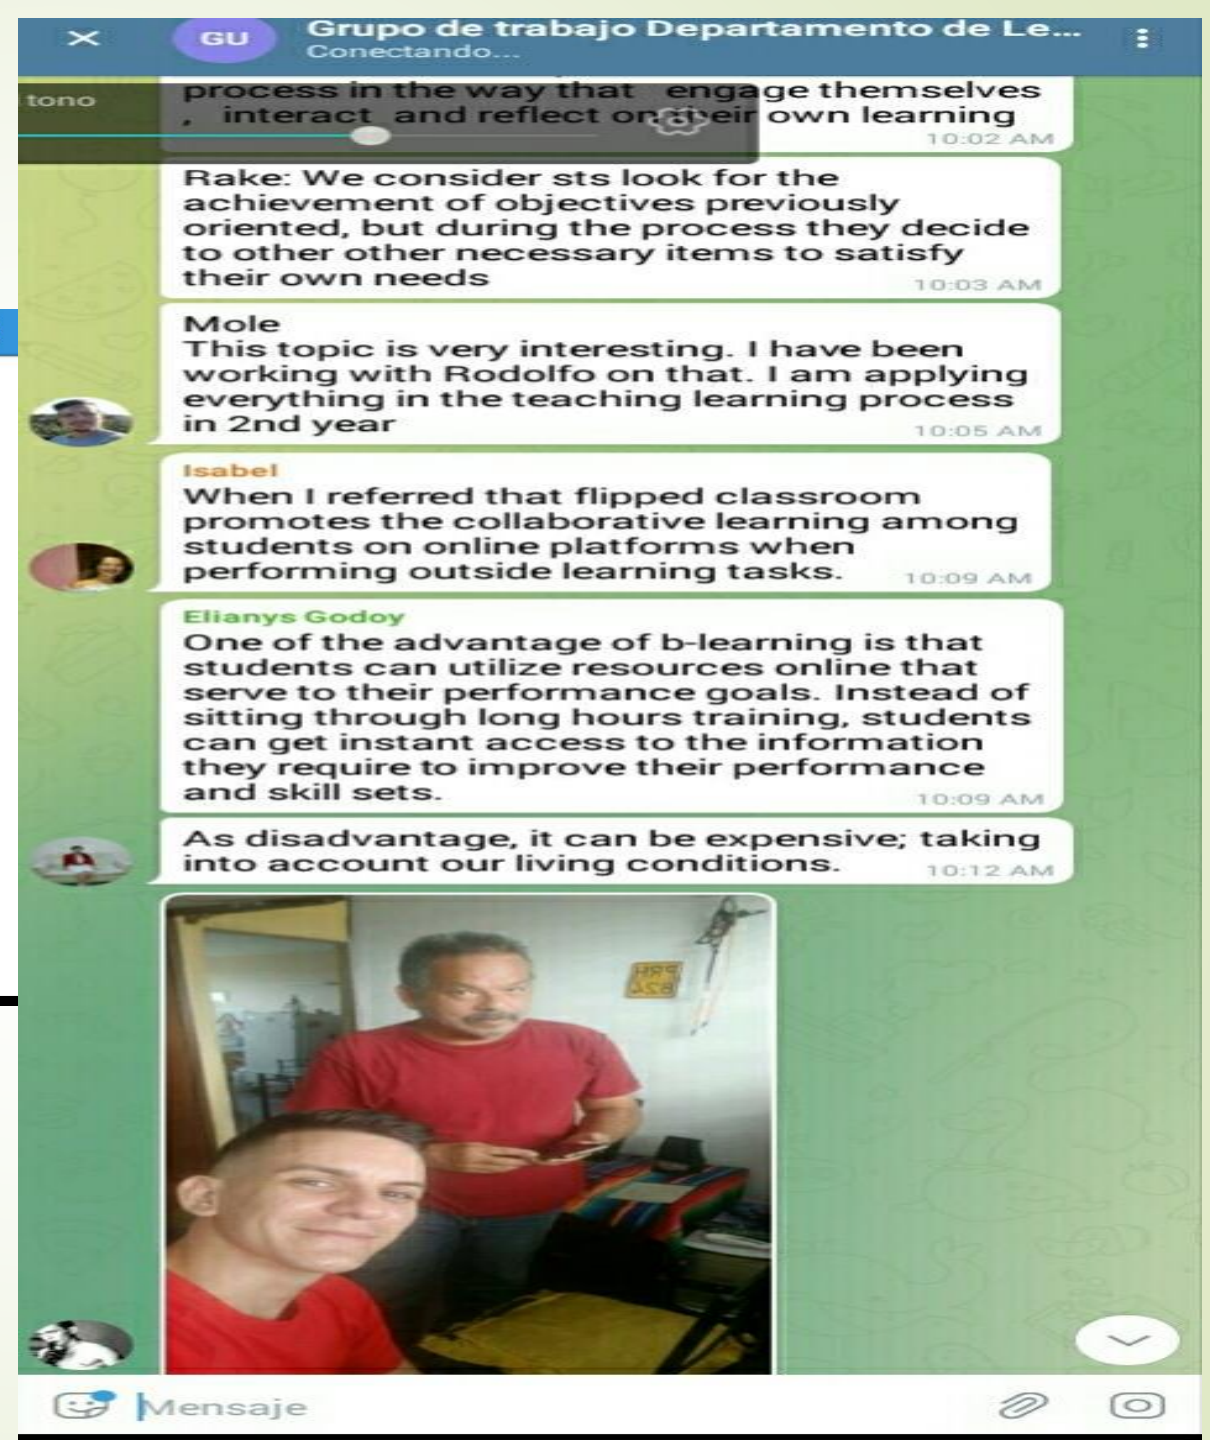 GU
Grupo de trabajo Departamento de Le...
Conectando...
tono
process in the way that engage themselves
, interact and reflect on their own learning
10:02 AM
Rake: We consider sts look for the
achievement of objectives previously
oriented, but during the process they decide
to other other necessary items to satisfy
their own needs
10:03 AM
Mole
This topic is very interesting. I have been
working with Rodolfo on that. I am applying
everything in the teaching learning process
in 2nd year
10:05 AM
Isabel
When I referred that flipped classroom
promotes the collaborative learning among
students on online platforms when
performing outside learning tasks.
10:09 AM
Elianys Godoy
One of the advantage of b-learning is that
students can utilize resources online that
serve to their performance goals. Instead of
sitting through long hours training, students
can get instant access to the information
they require to improve their performance
and skill sets.
10:09 AM
As disadvantage, it can be expensive; taking
into account our living conditions.
10:12 AM
Mensaje